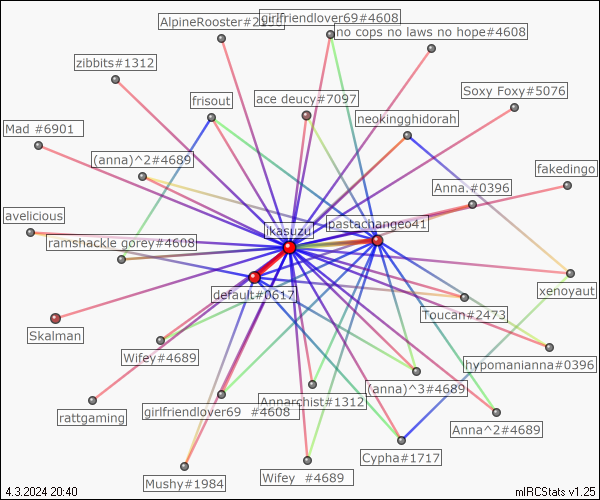 AlpineRooster#2
girlfriendlover69#4608
no cops no laws no hope#4608
zibbits#1312
frisout
ace deucy#7097
Soxy Foxy#5076
neokingghidorah
Mad #6901
(anna)^2#4689
fakedingo
Anna.#0396
avelicious
ikasuzu
pastachangeo41
ramshackle gorey#4608
default#0617
xenoyaut
Toucan#2473
Skalman
Wifey#4689
hypomanianna#0396
(anna)^3#4689
Annarchist#1312
girlfriendlover69 #4608
rattgaming
Anna^2#4689
Cypha#1717
Wifey #4689
Mushy#1984
4.3.2024 20:40
mIRCStats v1.25